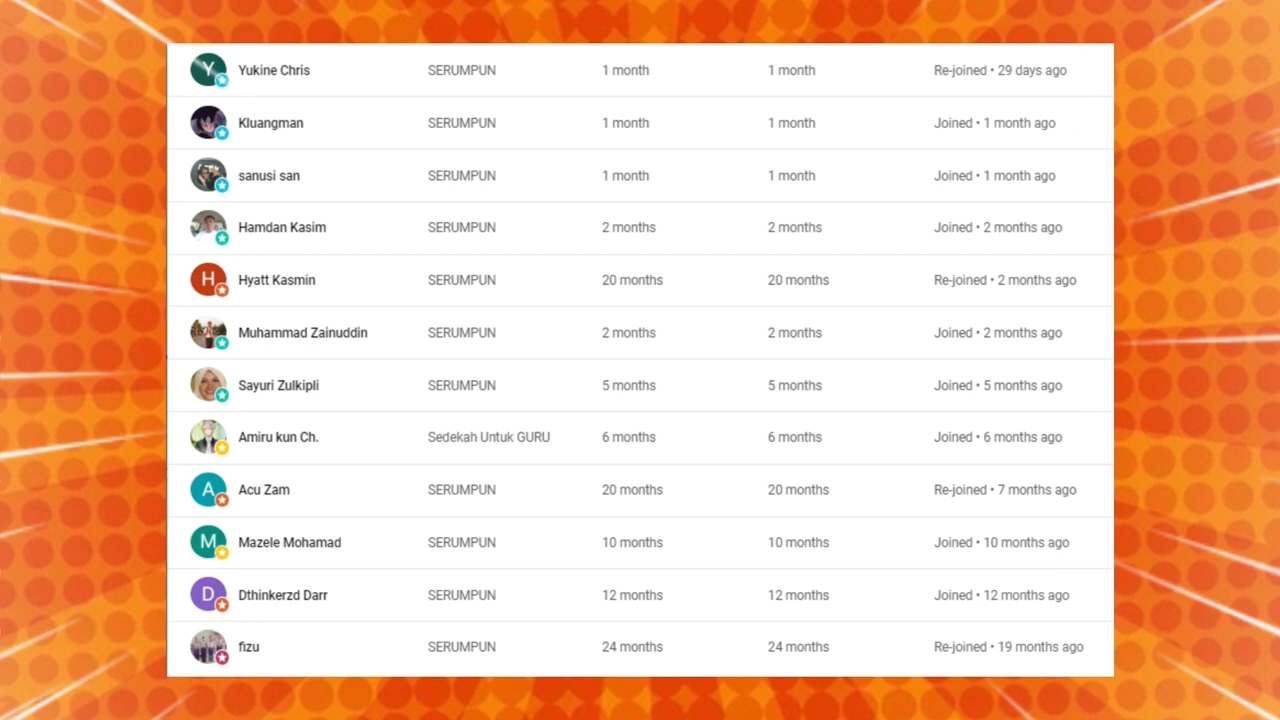 Y Yukine Chris SERUMPUN 1 month 1 month Re-joined • 29 days ago
Kluangman SERUMPUN 1 month 1 month Joined • 1 month ago
sanusi san SERUMPUN 1 month 1 month Joined • 1 month ago
Hamdan Kasim SERUMPUN 2 months 2 months Joined • 2 months ago
H Hyatt Kasmin SERUMPUN 20 months 20 months Re-joined • 2 months ago
Muhammad Zainuddin SERUMPUN 2 months 2 months Joined • 2 months ago
Sayuri Zulkipli SERUMPUN 5 months 5 months Joined • 5 months ago
Amiru kun Ch. Sedekah Untuk GURU 6 months 6 months Joined • 6 months ago
A Acu Zam SERUMPUN 20 months 20 months Re-joined • 7 months ago
M Mazele Mohamad SERUMPUN 10 months 10 months Joined • 10 months ago
D Dthinkerzd Darr SERUMPUN 12 months 12 months Joined • 12 months ago
fizu SERUMPUN 24 months 24 months Re-joined • 19 months ago